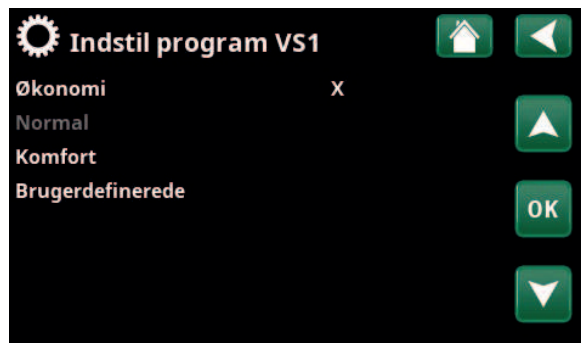 Indstil program VS1
Økonomi X
Normal
Komfort
Brugerdefinerede
OK